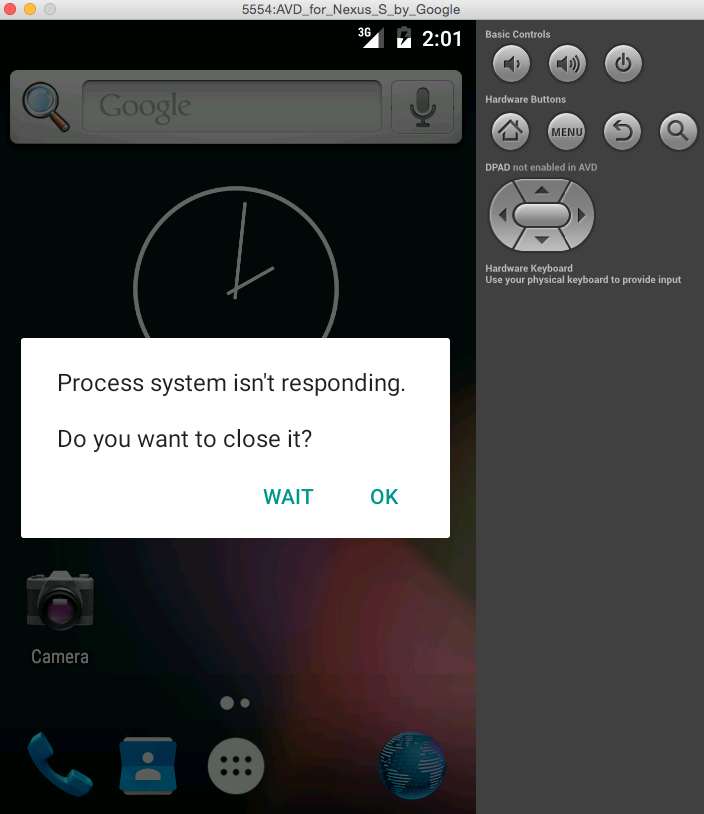 5554:AVD_for_Nexus_S_by_Google
3G
2:01
Google
Process system isn't responding.
Do you want to close it?
WAIT
OK
Camera
Basic Controls
Hardware Buttons
MENU
DPAD not enabled in AVD
Hardware Keyboard
Use your physical keyboard to provide input